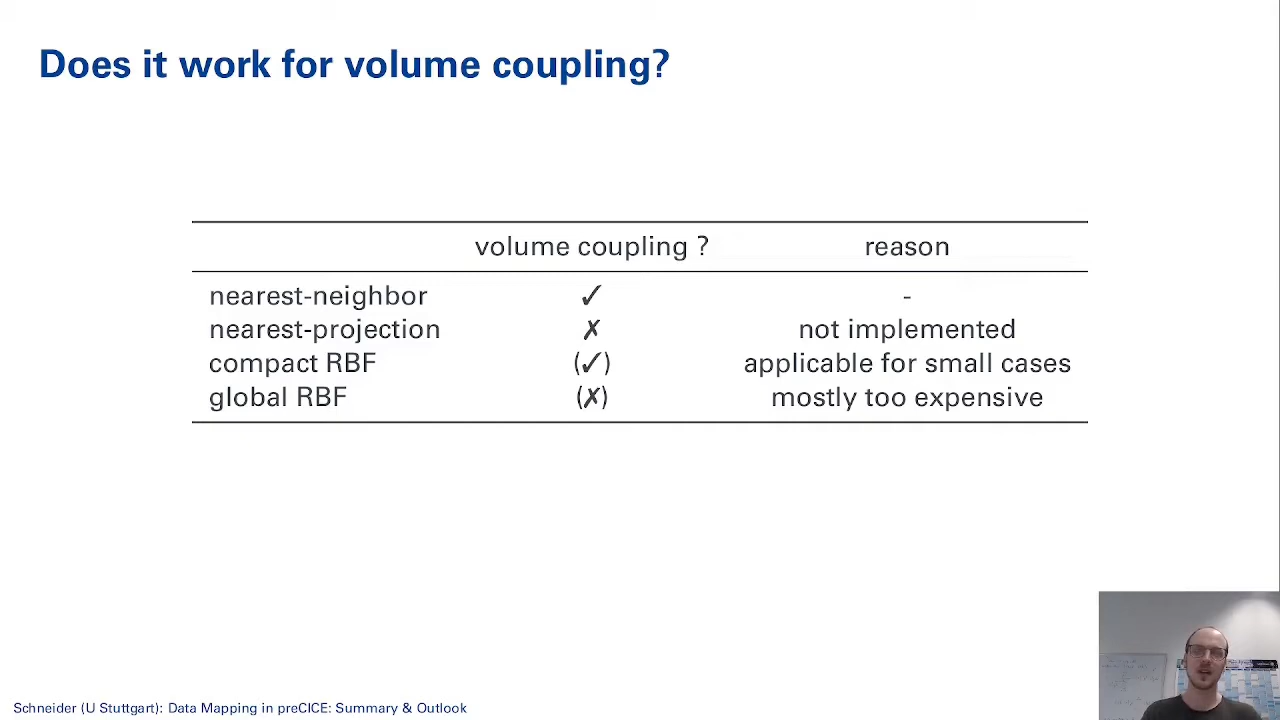 Does it work for volume coupling?
volume coupling ? reason
nearest-neighbor ✓ -
nearest-projection ✗ not implemented
compact RBF (✓) applicable for small cases
global RBF (✗) mostly too expensive
Schneider (U Stuttgart): Data Mapping in preCICE: Summary & Outlook